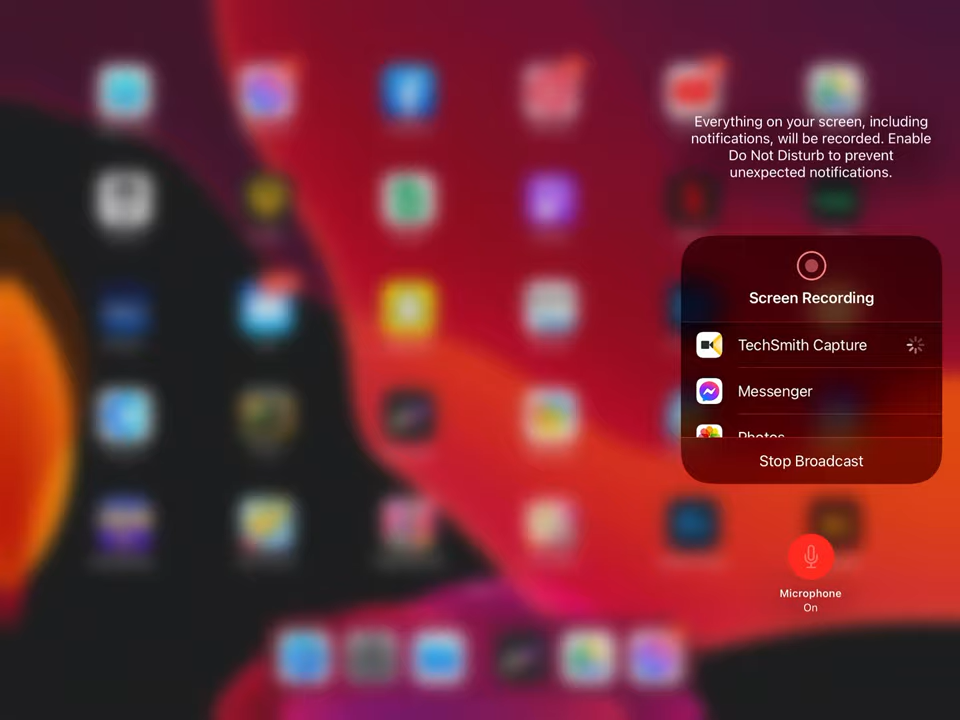 Everything on your screen, including
notifications, will be recorded. Enable
Do Not Disturb to prevent
unexpected notifications.
Screen Recording
TechSmith Capture
Messenger
Photos
Stop Broadcast
Microphone
On